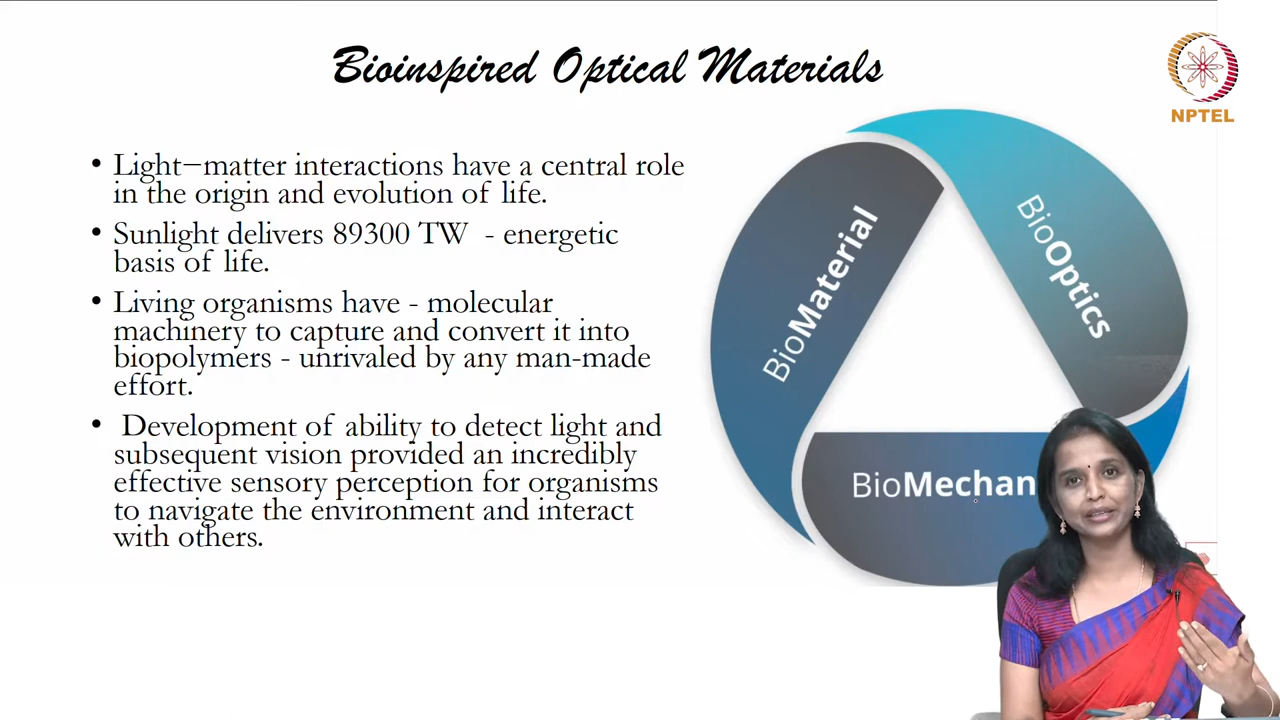 Bioinspired Optical Materials
NPTEL
• Light−matter interactions have a central role
in the origin and evolution of life.
• Sunlight delivers 89300 TW - energetic
basis of life.
• Living organisms have - molecular
machinery to capture and convert it into
biopolymers - unrivaled by any man-made
effort.
• Development of ability to detect light and
subsequent vision provided an incredibly
effective sensory perception for organisms
to navigate the environment and interact
with others.
BioMaterial
BioOptics
BioMechan